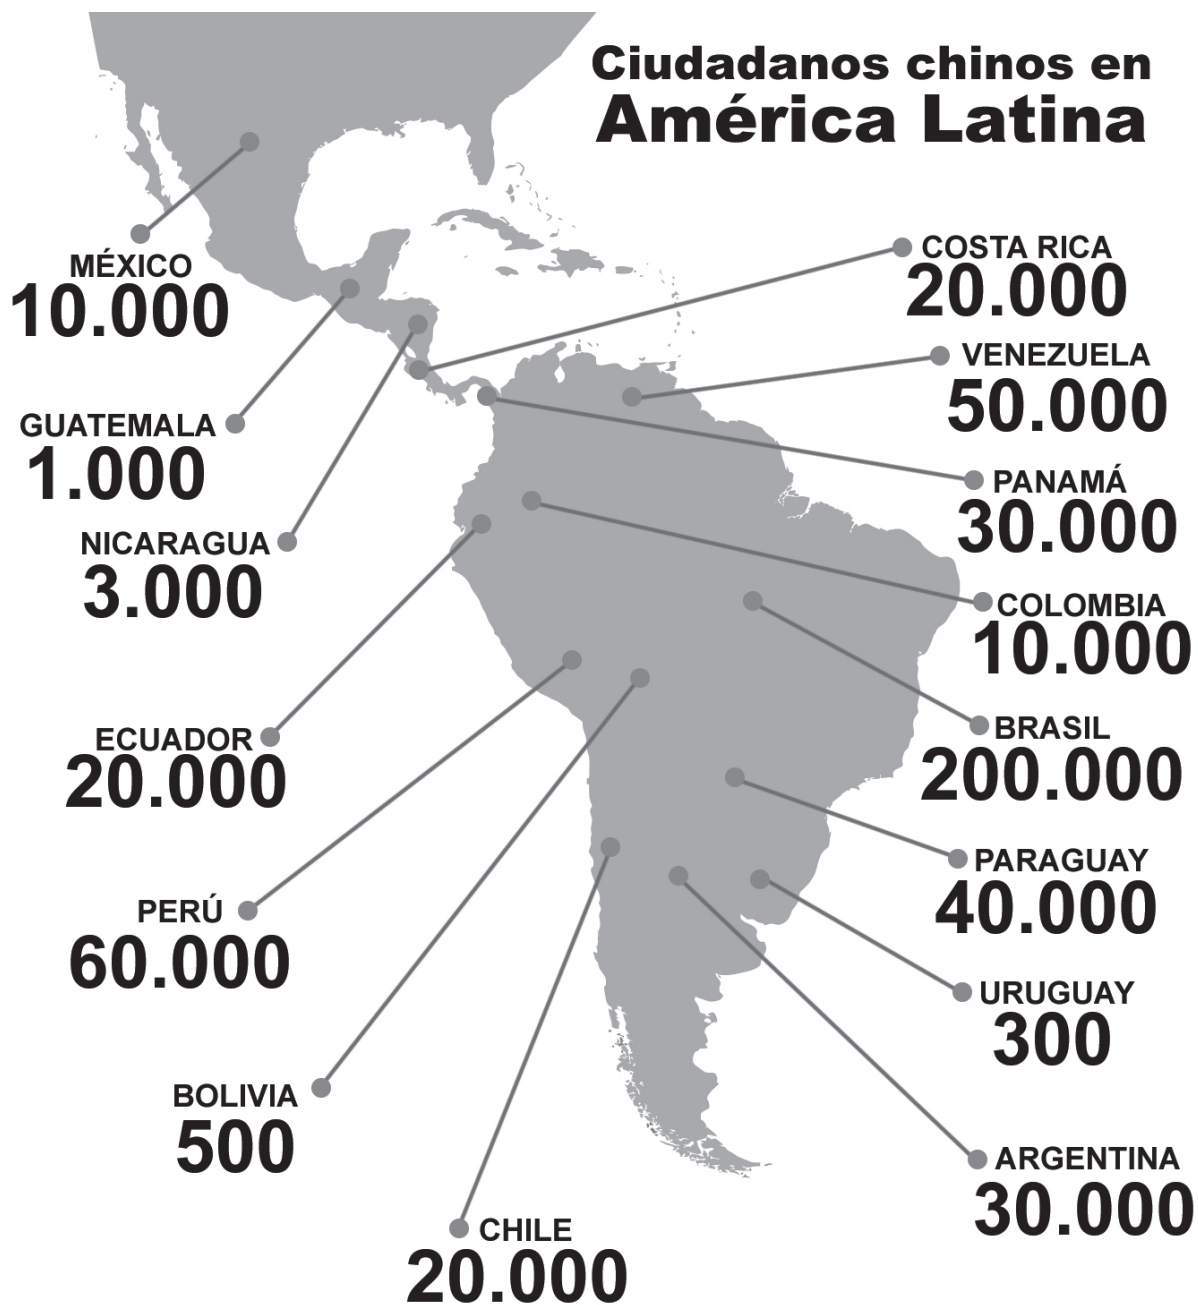 Ciudadanos chinos en
América Latina
MÉXICO
10.000
GUATEMALA
1.000
NICARAGUA
3.000
ECUADOR
20.000
PERÚ
60.000
BOLIVIA
500
CHILE
20.000
COSTA RICA
20.000
VENEZUELA
50.000
PANAMÁ
30.000
COLOMBIA
10.000
BRASIL
200.000
PARAGUAY
40.000
URUGUAY
300
ARGENTINA
30.000